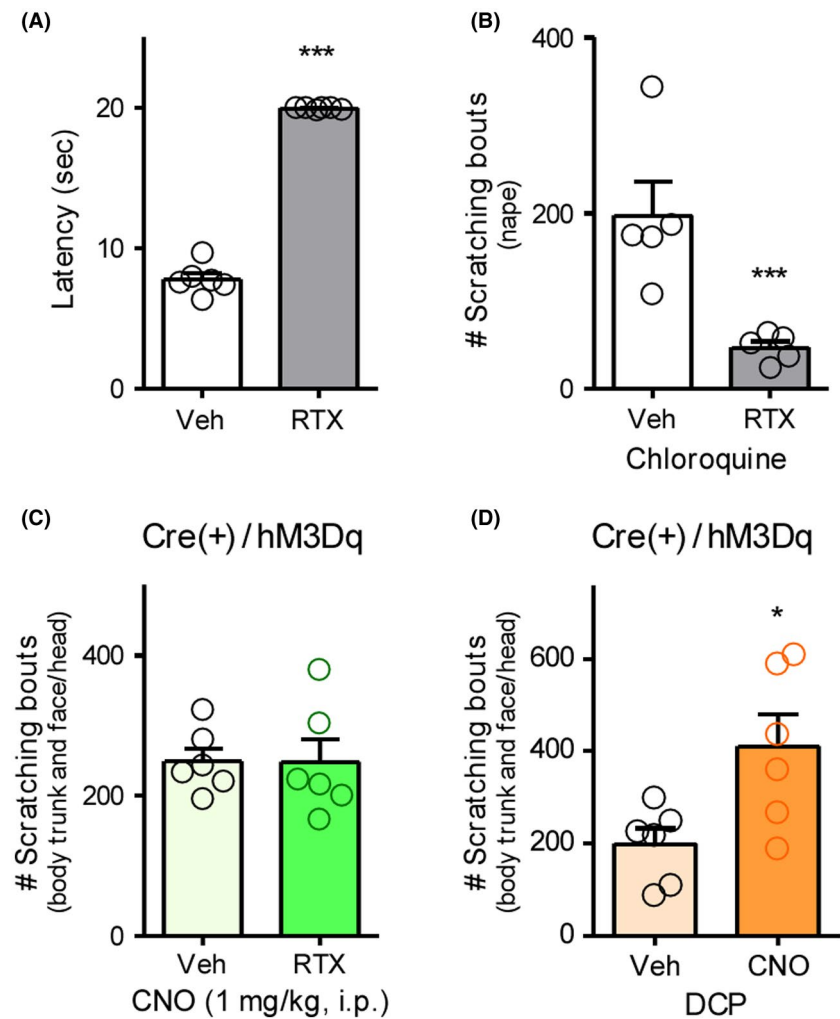 (A)
Latency (sec)
20
10
0
***
Veh
RTX
(B)
# Scratching bouts
(nape)
400
200
0
***
Veh
RTX
Chloroquine
(C)
Cre(+) / hM3Dq
# Scratching bouts
(body trunk and face/head)
400
200
0
Veh
RTX
CNO (1 mg/kg, i.p.)
(D)
Cre(+) / hM3Dq
# Scratching bouts
(body trunk and face/head)
600
400
200
0
*
Veh
CNO
DCP